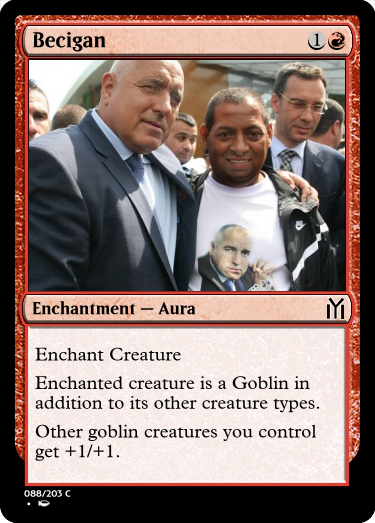 Becigan 1
Enchantment — Aura
Enchant Creature
Enchanted creature is a Goblin in
addition to its other creature types.
Other goblin creatures you control
get +1/+1.
088/203 C